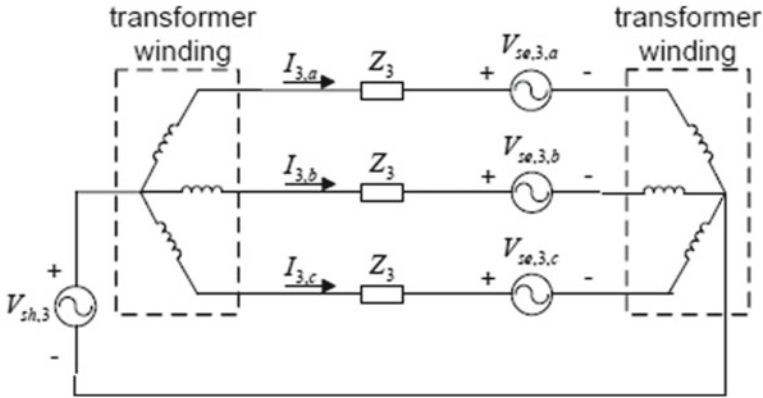 transformer
winding
transformer
winding
I3,a
Z3
+ Vse,3,a -
I3,b
Z3
+ Vse,3,b -
I3,c
Z3
+ Vse,3,c -
+
Vsh,3
-